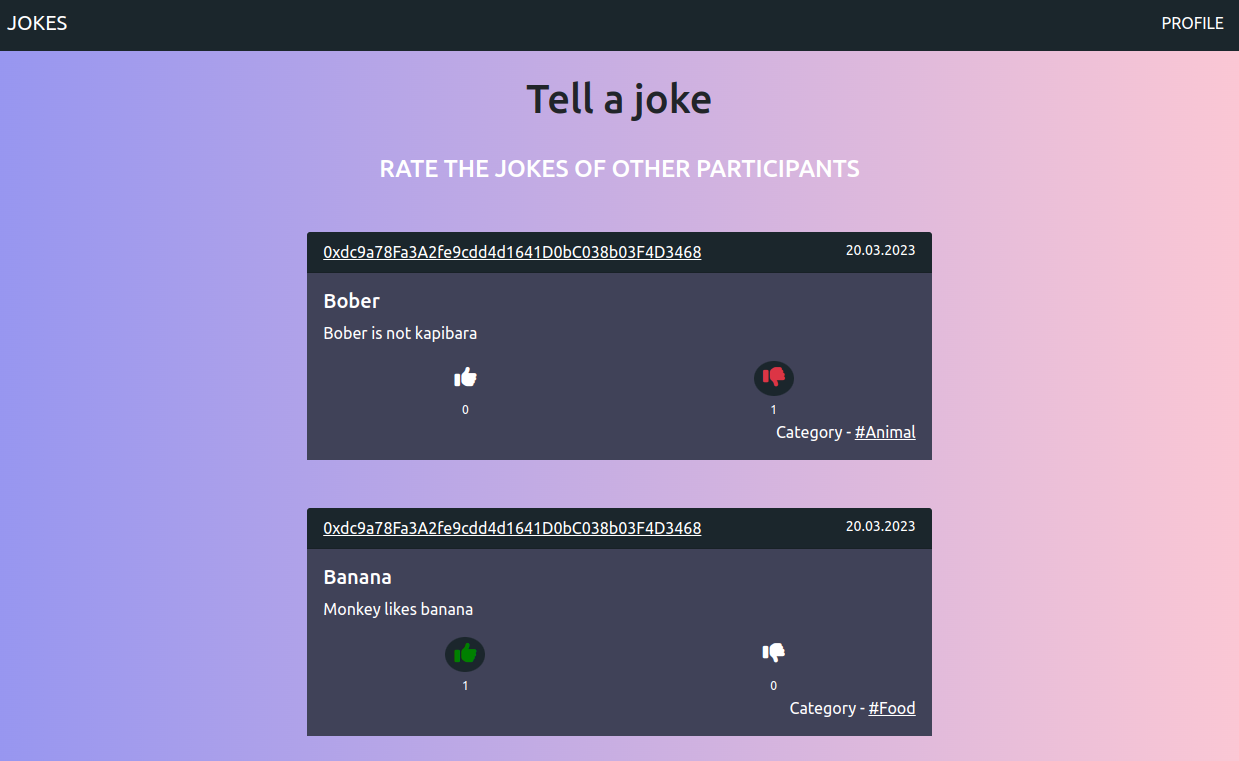 JOKES PROFILE
Tell a joke
RATE THE JOKES OF OTHER PARTICIPANTS
0xdc9a78Fa3A2fe9cdd4d1641D0bC038b03F4D3468 20.03.2023
Bober
Bober is not kapibara
0 1
Category - #Animal
0xdc9a78Fa3A2fe9cdd4d1641D0bC038b03F4D3468 20.03.2023
Banana
Monkey likes banana
1 0
Category - #Food